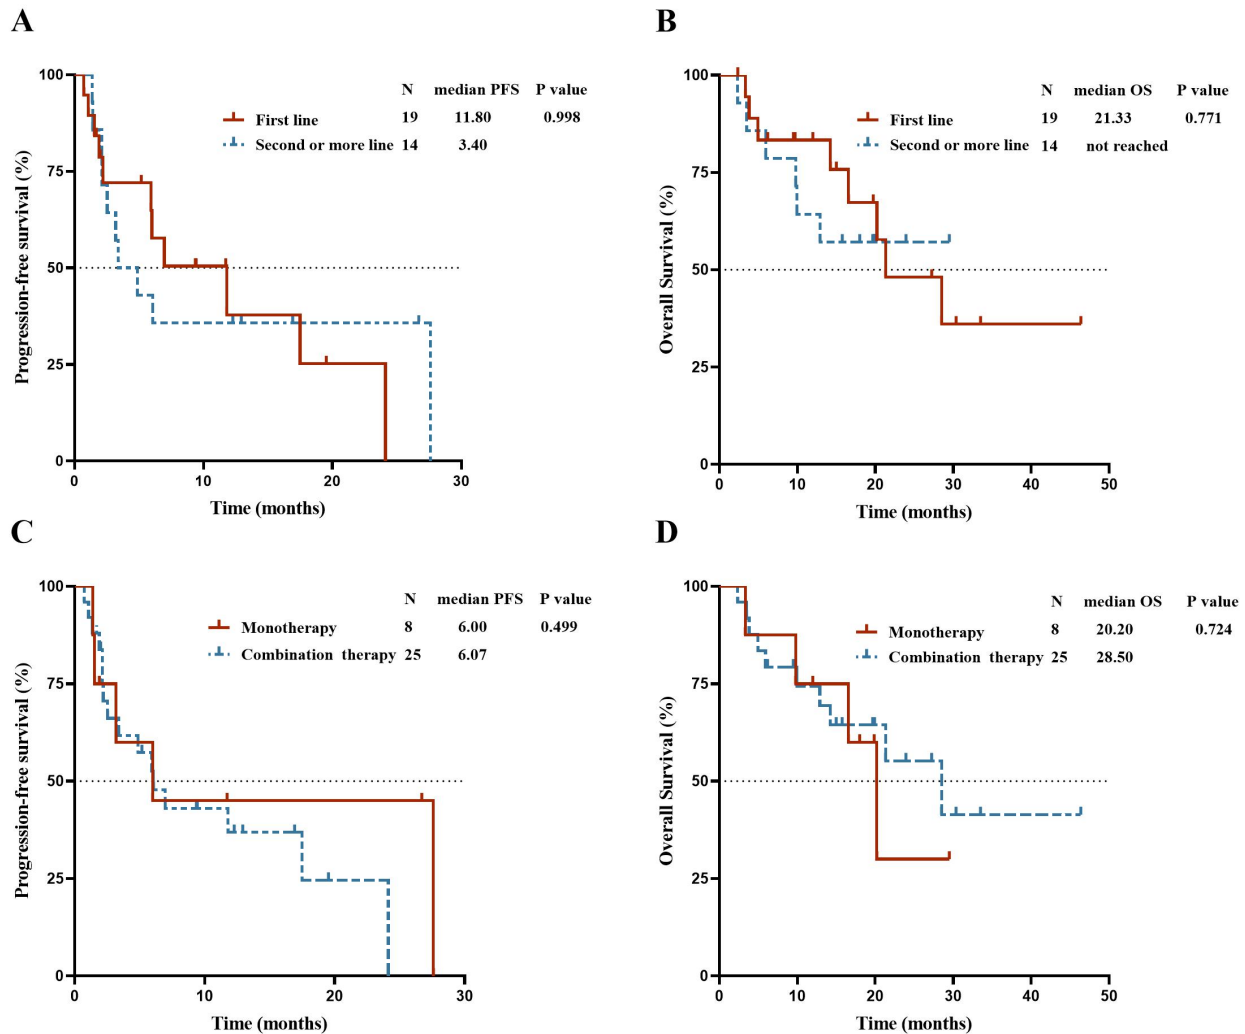 A
N median PFS P value
First line 19 11.80 0.998
Second or more line 14 3.40
100
75
50
25
0
0 10 20 30
Progression-free survival (%)
Time (months)
B
N median OS P value
First line 19 21.33 0.771
Second or more line 14 not reached
100
75
50
25
0
0 10 20 30 40 50
Overall Survival (%)
Time (months)
C
N median PFS P value
Monotherapy 8 6.00 0.499
Combination therapy 25 6.07
100
75
50
25
0
0 10 20 30
Progression-free survival (%)
Time (months)
D
N median OS P value
Monotherapy 8 20.20 0.724
Combination therapy 25 28.50
100
75
50
25
0
0 10 20 30 40 50
Overall Survival (%)
Time (months)